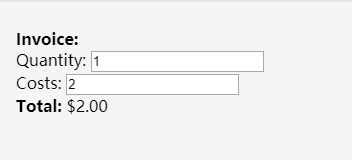 Invoice:
Quantity: 1
Costs: 2
Total: $2.00